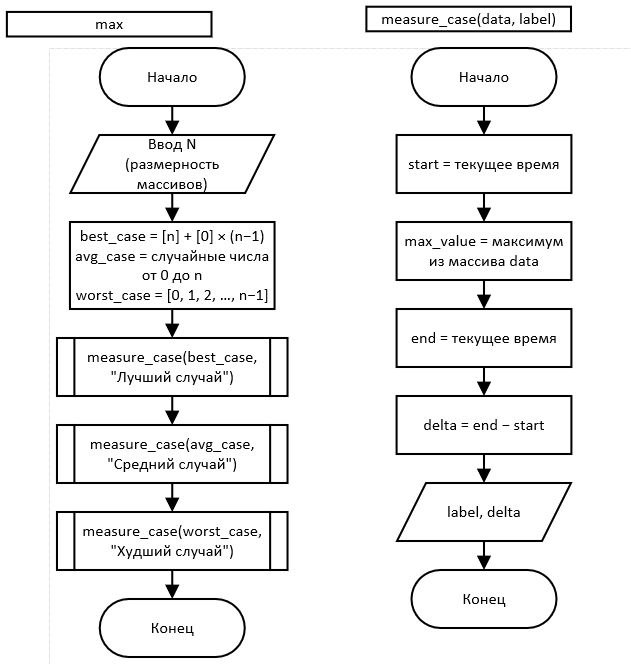 max
Начало
Ввод N
(размерность
массивов)
best_case = [n] + [0] × (n−1)
avg_case = случайные числа
от 0 до n
worst_case = [0, 1, 2, ..., n−1]
measure_case(best_case,
"Лучший случай")
measure_case(avg_case,
"Средний случай")
measure_case(worst_case,
"Худший случай")
Конец
measure_case(data, label)
Начало
start = текущее время
max_value = максимум
из массива data
end = текущее время
delta = end − start
label, delta
Конец